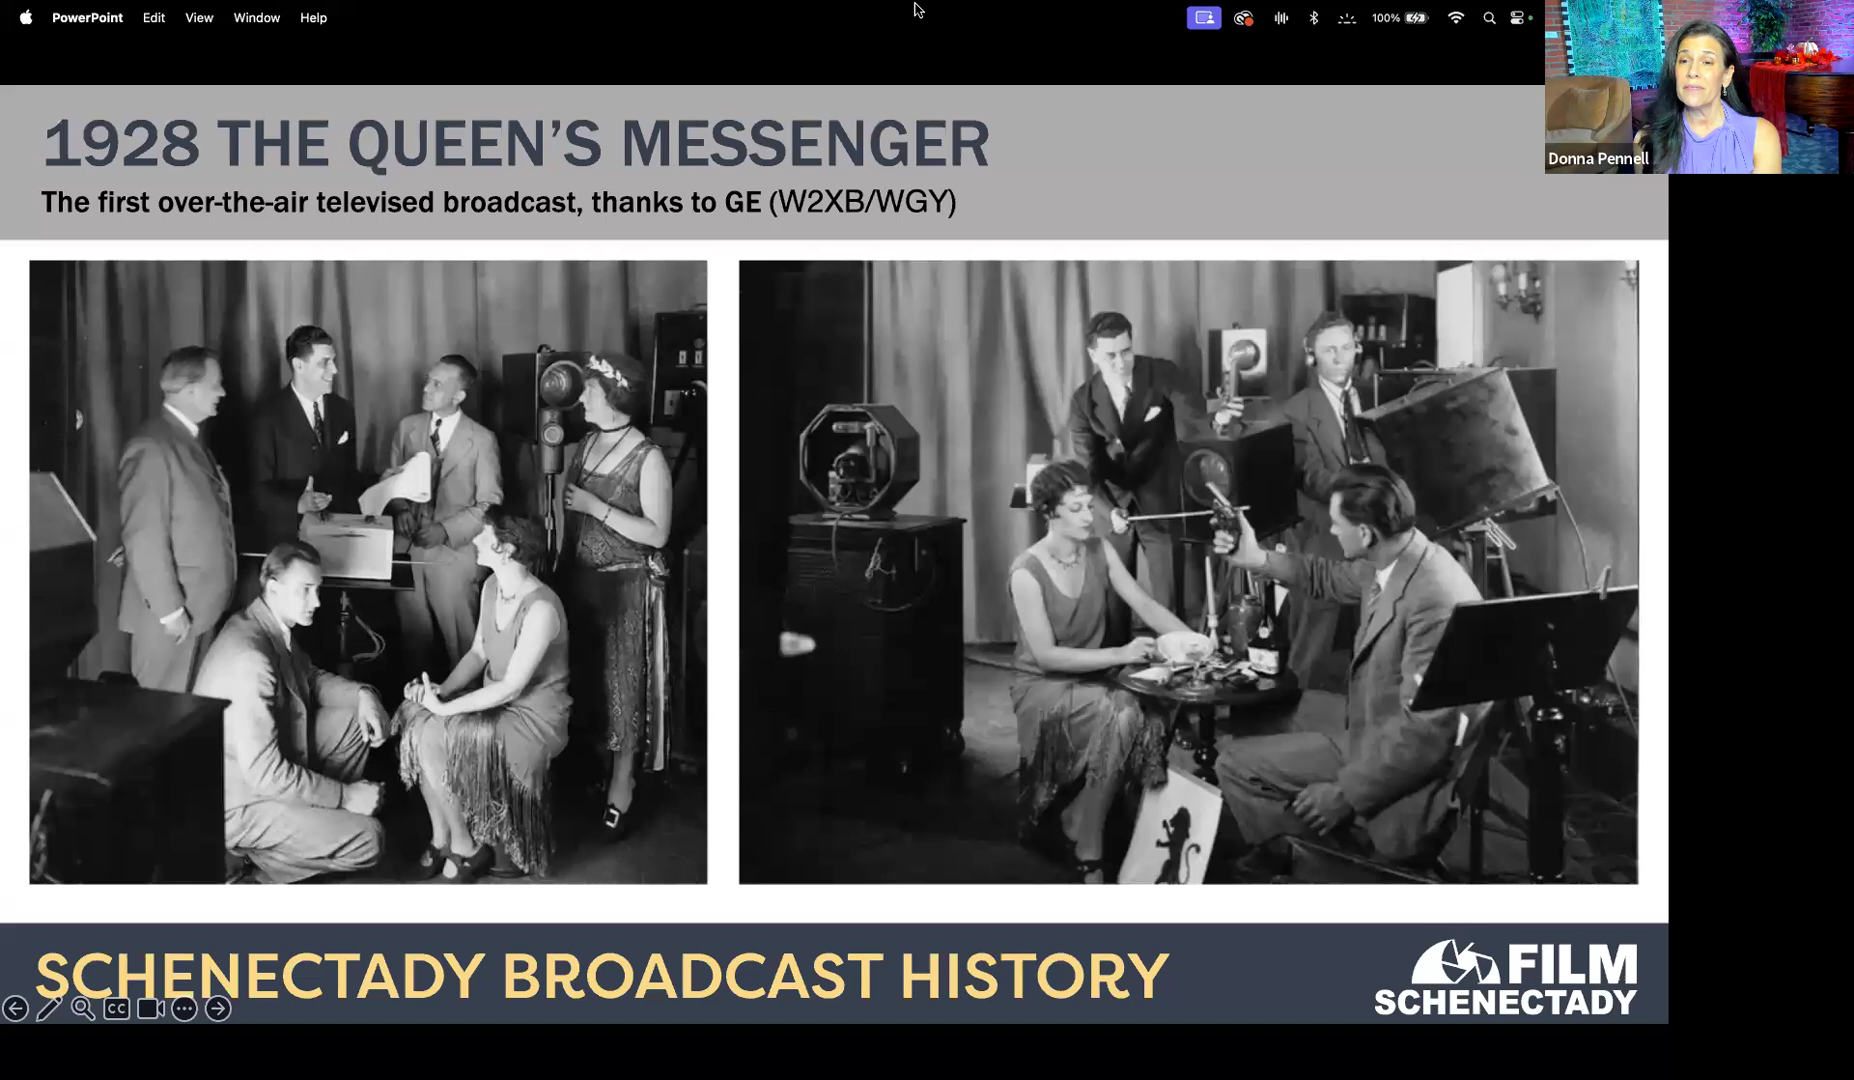 PowerPoint Edit View Window Help
100%
Donna Pennell
1928 THE QUEEN'S MESSENGER
The first over-the-air televised broadcast, thanks to GE (W2XB/WGY)
SCHENECTADY BROADCAST HISTORY
FILM
SCHENECTADY
CC